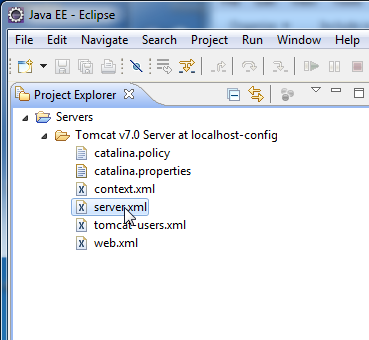 Java EE - Eclipse
File Edit Navigate Search Project Run Window Help
Project Explorer
Servers
Tomcat v7.0 Server at localhost-config
catalina.policy
catalina.properties
context.xml
server.xml
tomcat-users.xml
web.xml